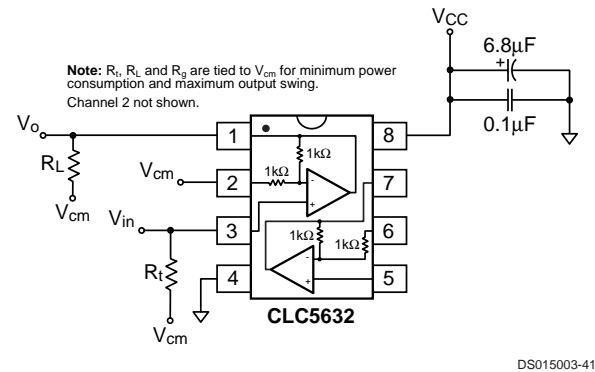 VCC
6.8µF
+
0.1µF
Note: Rt, RL and Rg are tied to Vcm for minimum power
consumption and maximum output swing.
Channel 2 not shown.
Vo
1
8
1kΩ
RL
Vcm
2
1kΩ
-
+
7
Vcm
Vin
3
1kΩ
1kΩ
6
Rt
4
-
+
5
CLC5632
Vcm
DS015003-41